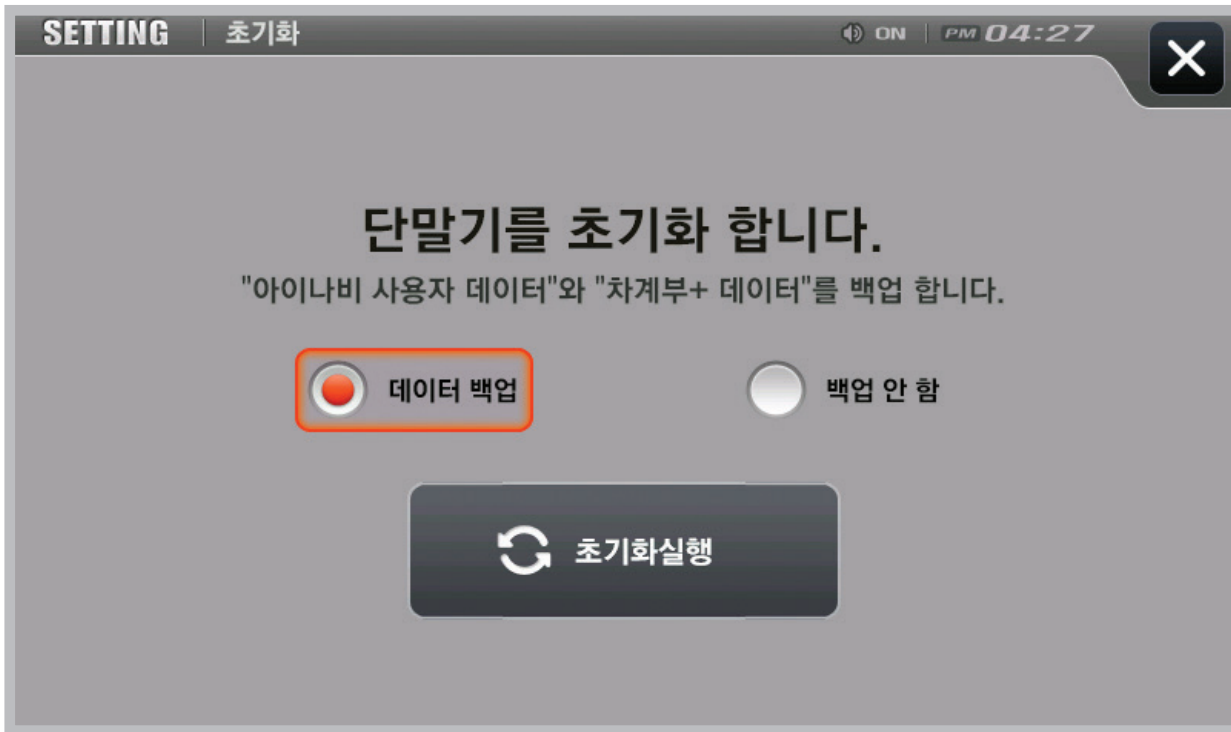 SETTING | 초기화 ON | PM 04:27
단말기를 초기화 합니다.
"아이나비 사용자 데이터"와 "차계부+ 데이터"를 백업 합니다.
데이터 백업 백업 안 함
초기화실행